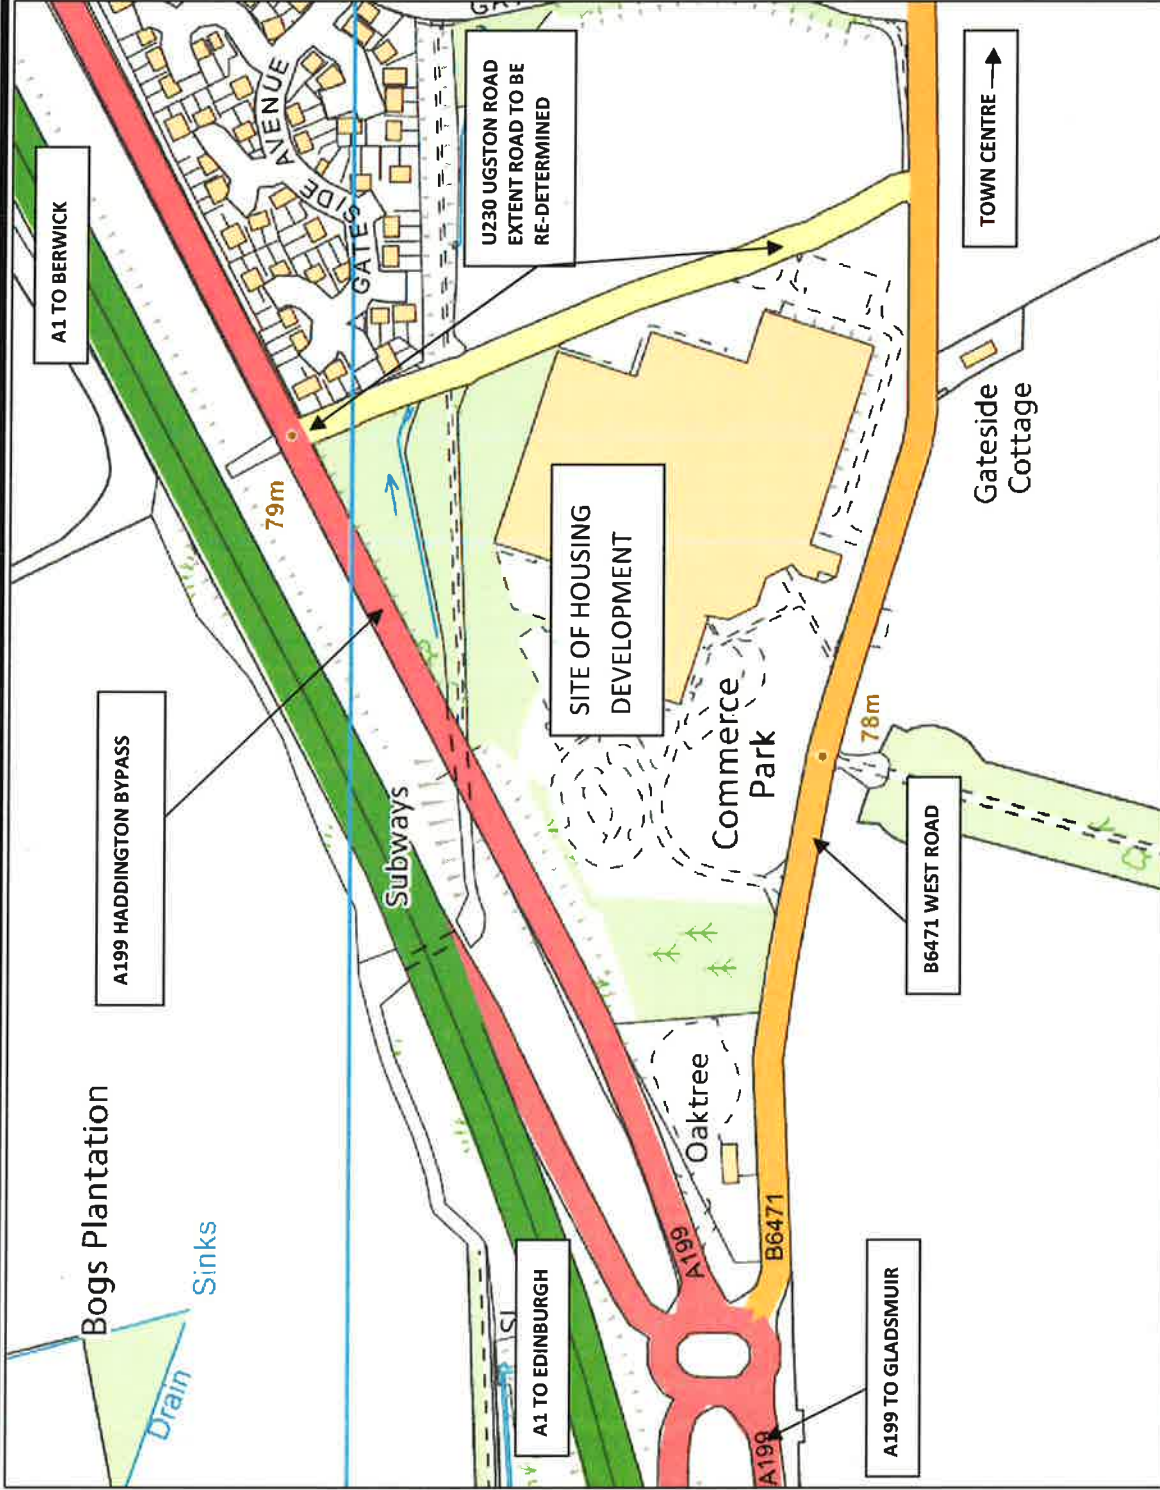 A1 TO BERWICK
U230 UGSTON ROAD
EXTENT ROAD TO BE
RE-DETERMINED
TOWN CENTRE
GATESIDE AVENUE
79m
A199 HADDINGTON BYPASS
SITE OF HOUSING
DEVELOPMENT
Gateside
Cottage
Subways
Commerce
Park
78m
B6471 WEST ROAD
Bogs Plantation
Sinks
Drain
Oaktree
A199
B6471
A1 TO EDINBURGH
A199 TO GLADSMUIR
A199